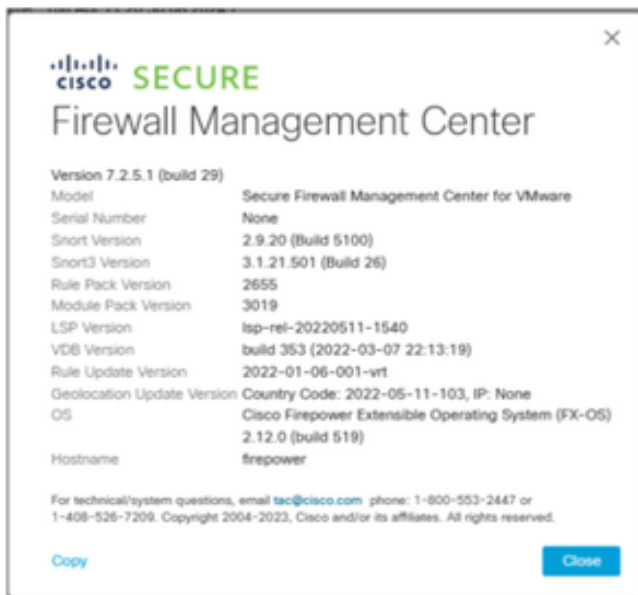 cisco SECURE
Firewall Management Center
Version 7.2.5.1 (build 29)
Model Secure Firewall Management Center for VMware
Serial Number None
Snort Version 2.9.20 (Build 5100)
Snort3 Version 3.1.21.501 (Build 26)
Rule Pack Version 2655
Module Pack Version 3019
LSP Version lsp-rel-20220511-1540
VDB Version build 353 (2022-03-07 22:13:19)
Rule Update Version 2022-01-06-001-vrt
Geolocation Update Version Country Code: 2022-05-11-103, IP: None
OS Cisco Firepower Extensible Operating System (FX-OS)
2.12.0 (build 519)
Hostname firepower
For technical/system questions, email tac@cisco.com phone: 1-800-553-2447 or
1-408-526-7209. Copyright 2004-2023, Cisco and/or its affiliates. All rights reserved.
Copy Close